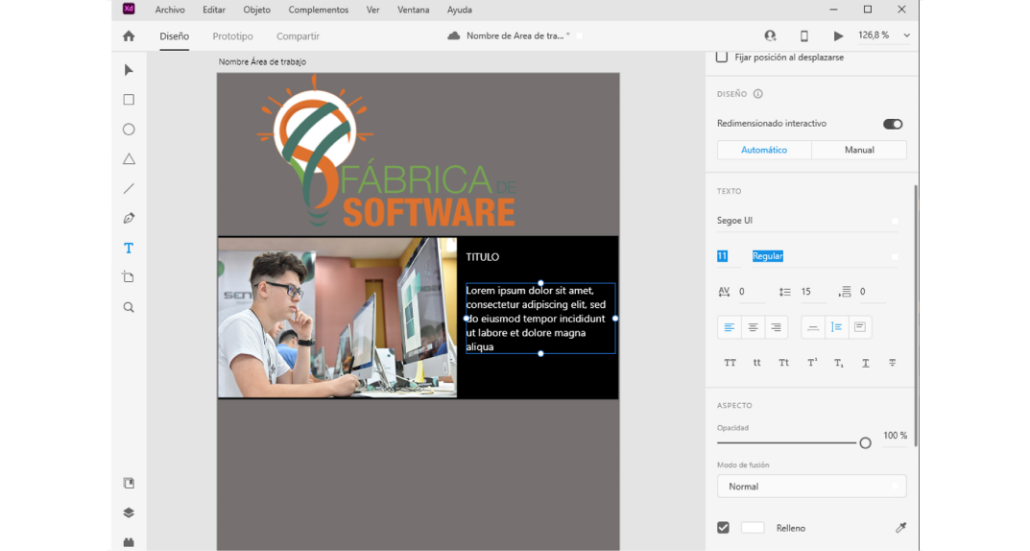 Xd Archivo Editar Objeto Complementos Ver Ventana Ayuda
Diseño Prototipo Compartir Nombre de Area de tra... * 126,8 %
Nombre Área de trabajo
FÁBRICA DE
SOFTWARE
TITULO
Lorem ipsum dolor sit amet,
consectetur adipiscing elit, sed
do eiusmod tempor incididunt
ut labore et dolore magna
aliqua
Fijar posición al desplazarse
DISEÑO
Redimensionado interactivo
Automático Manual
TEXTO
Segoe UI
11 Regular
AV 0 15 0
TT tt Tt T¹ T₁ T T
ASPECTO
Opacidad
100 %
Modo de fusión
Normal
Relleno